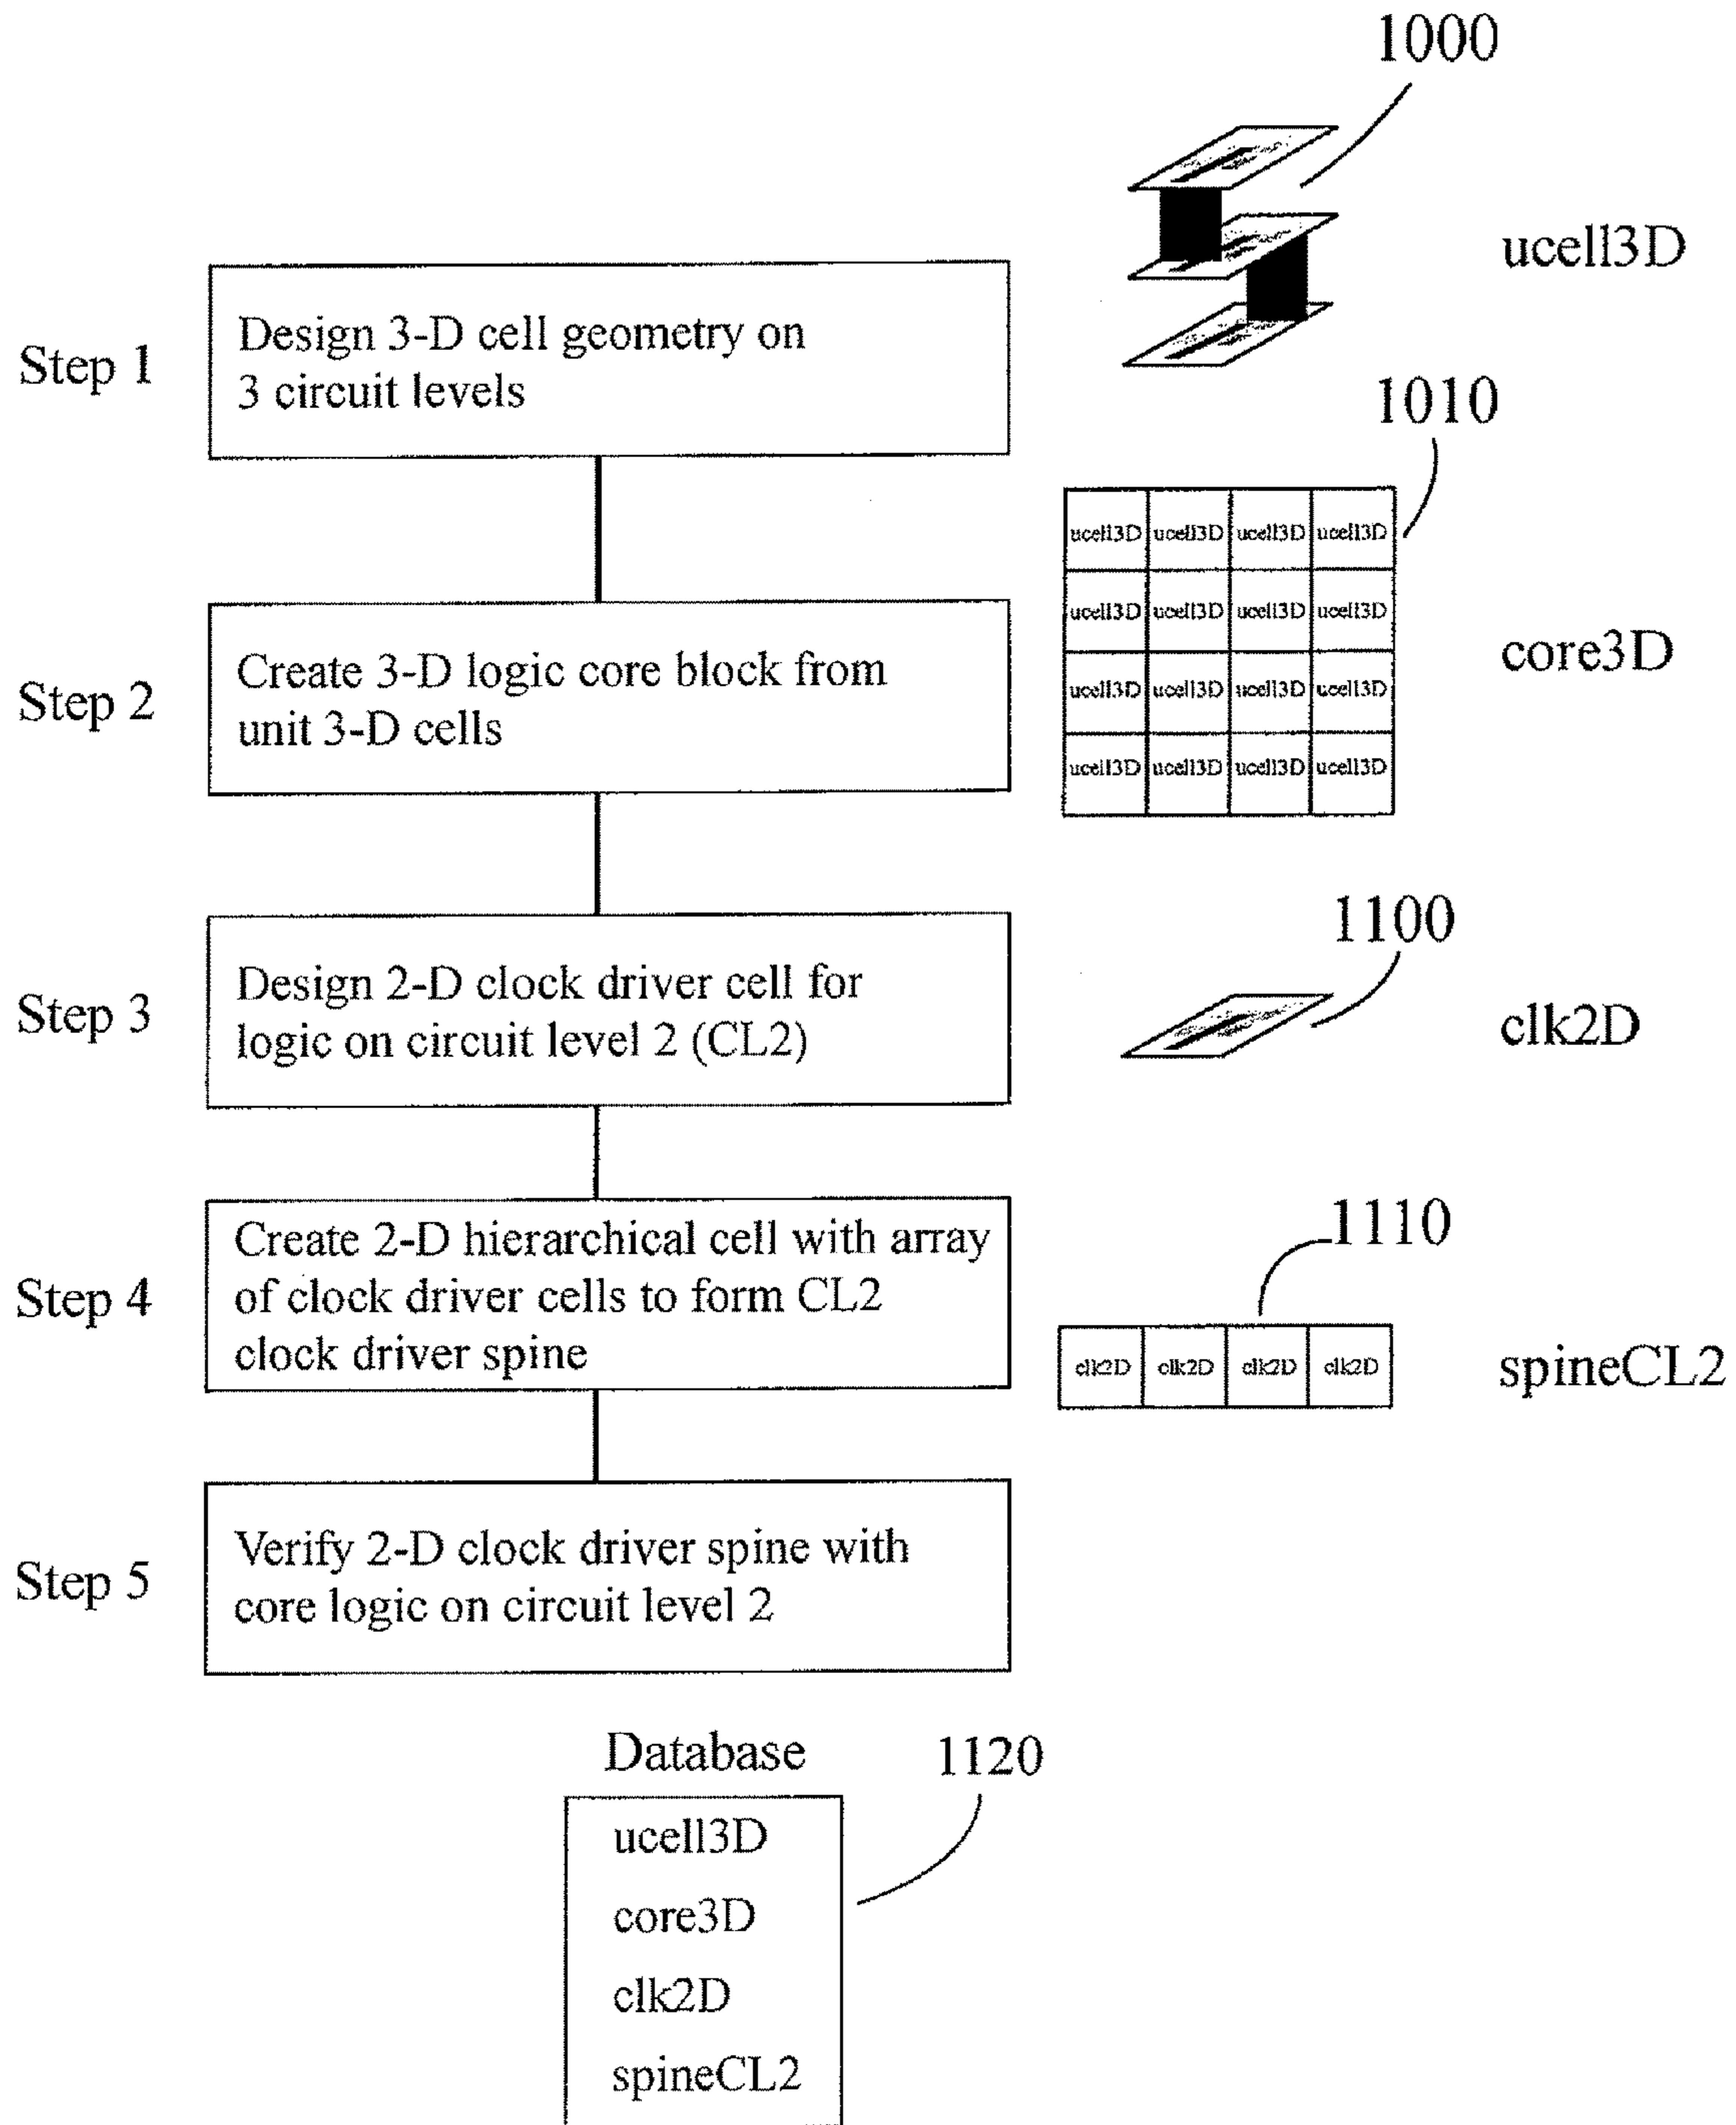 1000
ucell3D
Step 1
Design 3-D cell geometry on
3 circuit levels
1010
ucell3D ucell3D ucell3D ucell3D
ucell3D ucell3D ucell3D ucell3D
ucell3D ucell3D ucell3D ucell3D
ucell3D ucell3D ucell3D ucell3D
core3D
Step 2
Create 3-D logic core block from
unit 3-D cells
1100
Step 3
Design 2-D clock driver cell for
logic on circuit level 2 (CL2)
clk2D
1110
Step 4
Create 2-D hierarchical cell with array
of clock driver cells to form CL2
clock driver spine
clk2D clk2D clk2D clk2D
spineCL2
Step 5
Verify 2-D clock driver spine with
core logic on circuit level 2
Database
1120
ucell3D
core3D
clk2D
spineCL2